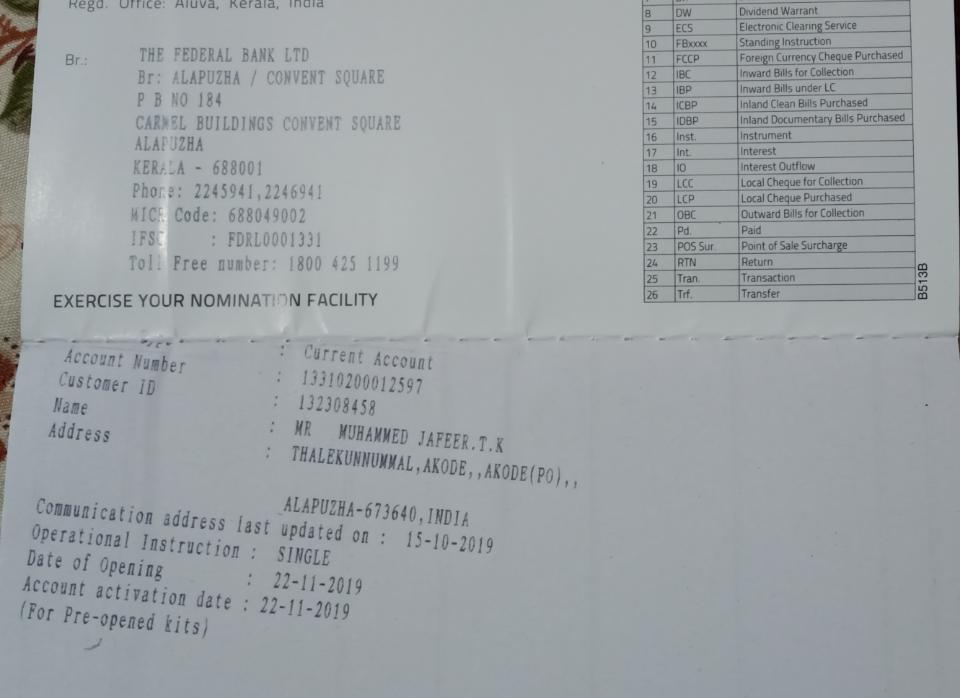 Regd. Office: Aluva, Kerala, India
Br.: THE FEDERAL BANK LTD
Br: ALAPUZHA / CONVENT SQUARE
P B NO 184
CARMEL BUILDINGS CONVENT SQUARE
ALAPUZHA
KERALA - 688001
Phone: 2245941,2246941
MICR Code: 688049002
IFSC : FDRL0001331
Toll Free number: 1800 425 1199
EXERCISE YOUR NOMINATION FACILITY
8 DW Dividend Warrant
9 ECS Electronic Clearing Service
10 FBxxxx Standing Instruction
11 FCCP Foreign Currency Cheque Purchased
12 IBC Inward Bills for Collection
13 IBP Inward Bills under LC
14 ICBP Inland Clean Bills Purchased
15 IDBP Inland Documentary Bills Purchased
16 Inst. Instrument
17 Int. Interest
18 IO Interest Outflow
19 LCC Local Cheque for Collection
20 LCP Local Cheque Purchased
21 OBC Outward Bills for Collection
22 Pd. Paid
23 POS Sur. Point of Sale Surcharge
24 RTN Return
25 Tran. Transaction
26 Trf. Transfer
B513B
: Current Account
Account Number : 13310200012597
Customer ID : 132308458
Name : MR MUHAMMED JAFEER.T.K
Address : THALEKUNNUMMAL,AKODE,,AKODE(PO),,
ALAPUZHA-673640,INDIA
Communication address last updated on : 15-10-2019
Operational Instruction : SINGLE
Date of Opening : 22-11-2019
Account activation date : 22-11-2019
(For Pre-opened kits)